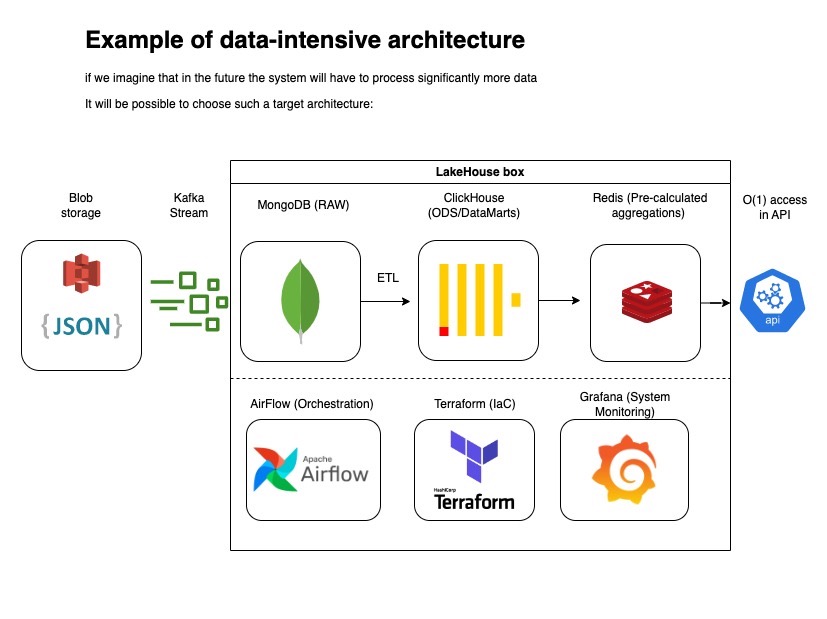 Example of data-intensive architecture
if we imagine that in the future the system will have to process significantly more data
It will be possible to choose such a target architecture:
LakeHouse box
Blob
storage
Kafka
Stream
MongoDB (RAW)
ClickHouse
(ODS/DataMarts)
Redis (Pre-calculated
aggregations)
O(1) access
in API
{JSON}
ETL
api
AirFlow (Orchestration)
Terraform (IaC)
Grafana (System
Monitoring)
Apache
Airflow
HashiCorp
Terraform